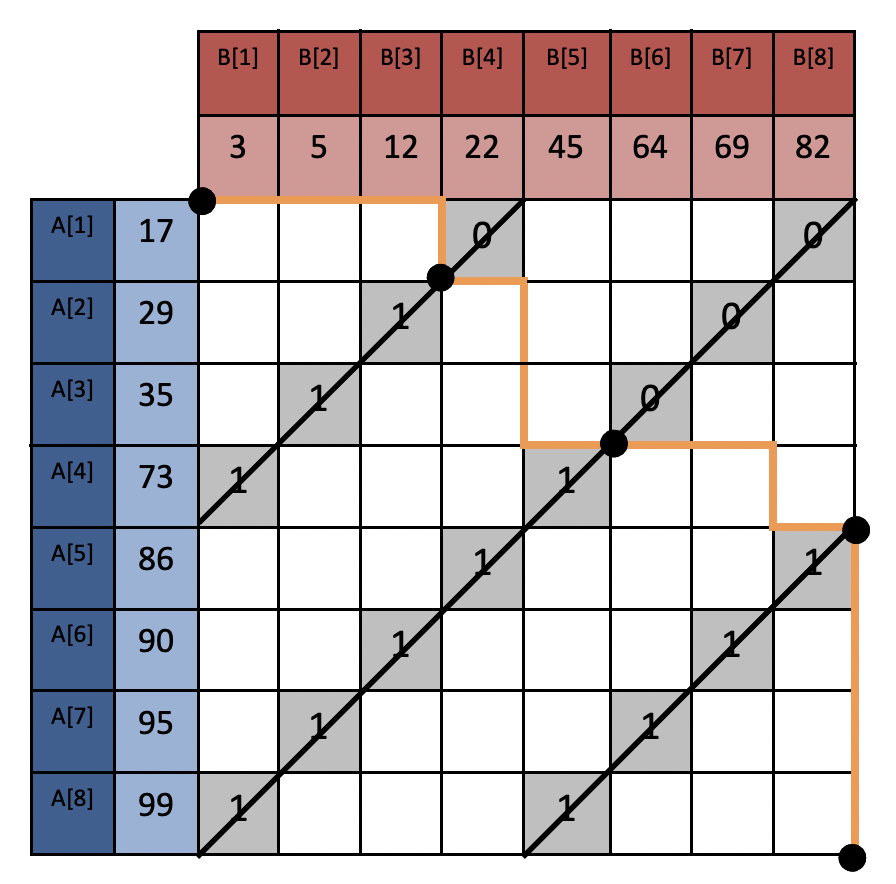 B[1] B[2] B[3] B[4] B[5] B[6] B[7] B[8]
3 5 12 22 45 64 69 82
A[1] 17 0 0
A[2] 29 1 0
A[3] 35 1 0
A[4] 73 1 1
A[5] 86 1 1
A[6] 90 1 1
A[7] 95 1 1
A[8] 99 1 1